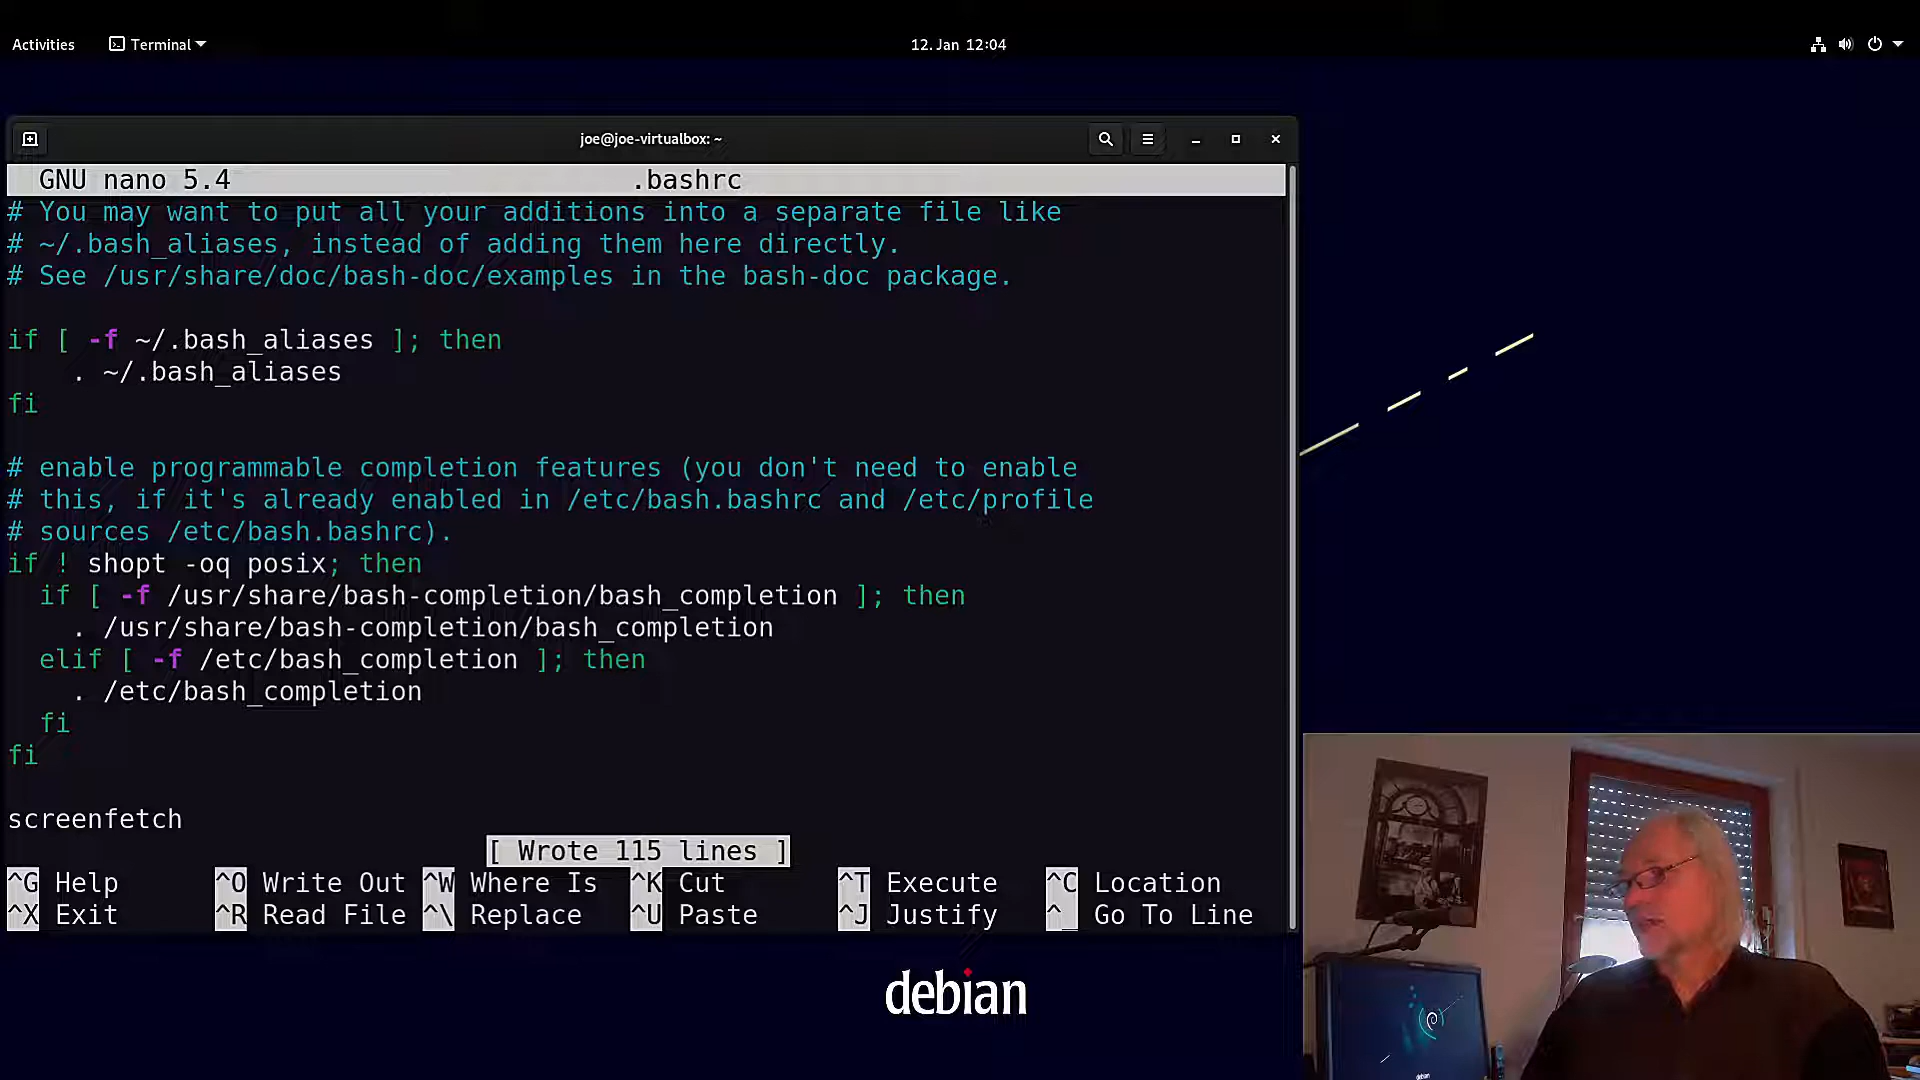 Activities
Terminal
12. Jan 12:04
joe@joe-virtualbox: ~
GNU nano 5.4 .bashrc
# You may want to put all your additions into a separate file like
# ~/.bash_aliases, instead of adding them here directly.
# See /usr/share/doc/bash-doc/examples in the bash-doc package.
if [ -f ~/.bash_aliases ]; then
. ~/.bash_aliases
fi
# enable programmable completion features (you don't need to enable
# this, if it's already enabled in /etc/bash.bashrc and /etc/profile
# sources /etc/bash.bashrc).
if ! shopt -oq posix; then
if [ -f /usr/share/bash-completion/bash_completion ]; then
. /usr/share/bash-completion/bash_completion
elif [ -f /etc/bash_completion ]; then
. /etc/bash_completion
fi
fi
screenfetch
[ Wrote 115 lines ]
^G Help ^O Write Out ^W Where Is ^K Cut ^T Execute ^C Location
^X Exit ^R Read File ^\ Replace ^U Paste ^J Justify ^_ Go To Line
debian
debian